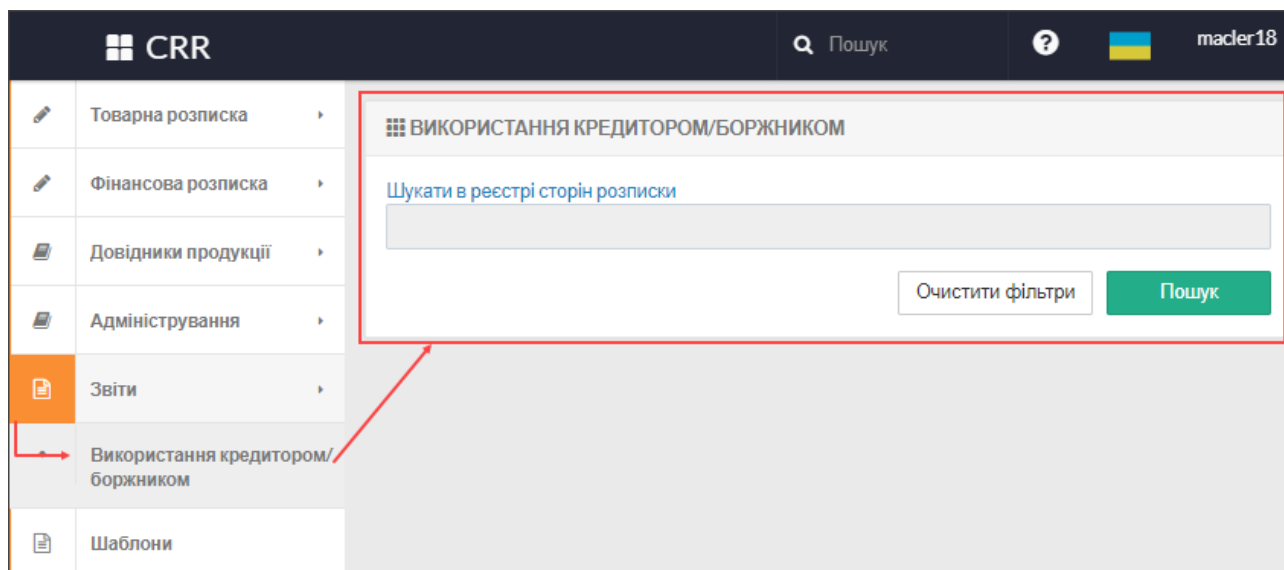 CRR
Пошук
macler18
Товарна розписка
Фінансова розписка
Довідники продукції
Адміністрування
Звіти
Використання кредитором/
боржником
Шаблони
ВИКОРИСТАННЯ КРЕДИТОРОМ/БОРЖНИКОМ
Шукати в реєстрі сторін розписки
Очистити фільтри
Пошук